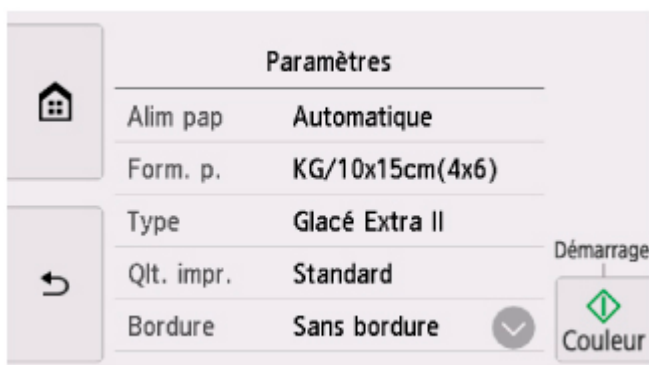 Paramètres
Alim pap Automatique
Form. p. KG/10x15cm(4x6)
Type Glacé Extra II
Qlt. impr. Standard
Bordure Sans bordure
Démarrage
Couleur